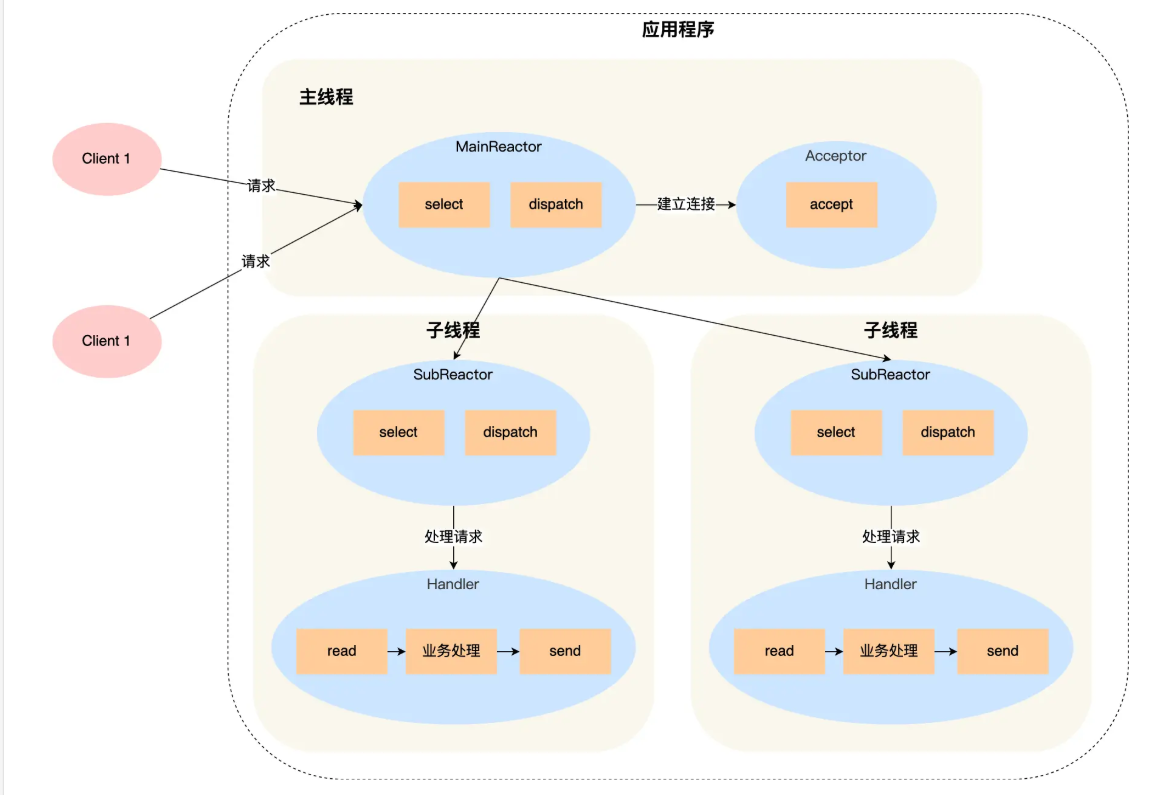 应用程序
主线程
Client 1
请求
MainReactor
select
dispatch
建立连接
Acceptor
accept
Client 1
请求
子线程
SubReactor
select
dispatch
处理请求
Handler
read
业务处理
send
子线程
SubReactor
select
dispatch
处理请求
Handler
read
业务处理
send